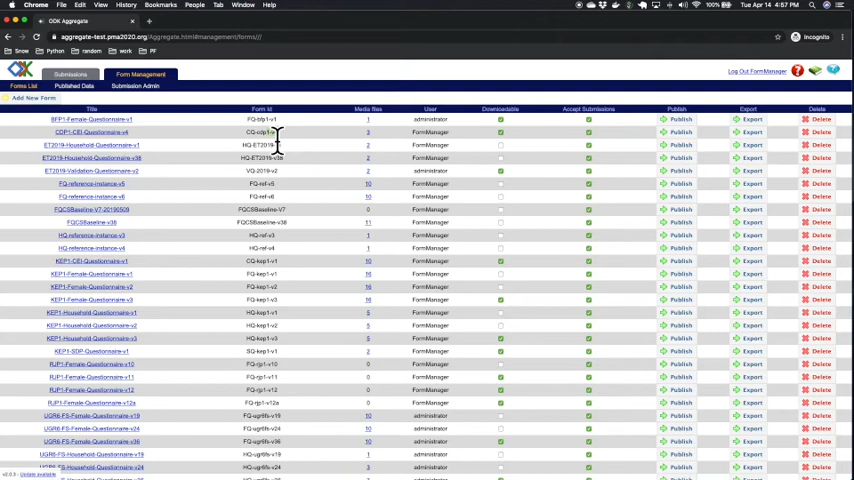 Chrome File Edit View History Bookmarks People Tab Window Help Tue Apr 14 4:57 PM
ODK Aggregate
aggregate-test.pma2020.org/Aggregate.html#management/forms/// Incognito
Snow Python random work PF
Submissions Form Management Log Out FormManager
Forms List Published Data Submission Admin
Add New Form
Title Form Id Media files User Downloadable Accept Submissions Publish Export Delete
BFP1-Female-Questionnaire-v1 FQ-bfp1-v1 1 administrator Publish Export Delete
CDP1-CEI-Questionnaire-v4 CQ-cdp1-v 3 FormManager Publish Export Delete
ET2019-Household-Questionnaire-v1 HQ-ET2019- 2 FormManager Publish Export Delete
ET2019-Household-Questionnaire-v38 HQ-ET2019-v38 2 FormManager Publish Export Delete
ET2019-Validation-Questionnaire-v2 VQ-2019-v2 2 administrator Publish Export Delete
FQ-reference-instance-v5 FQ-ref-v5 10 FormManager Publish Export Delete
FQ-reference-instance-v6 FQ-ref-v6 10 FormManager Publish Export Delete
FQCSBaseline-V7-20190509 FQCSBaseline-V7 0 FormManager Publish Export Delete
FQCSBaseline-v38 FQCSBaseline-v38 11 FormManager Publish Export Delete
HQ-reference-instance-v3 HQ-ref-v3 1 FormManager Publish Export Delete
HQ-reference-instance-v4 HQ-ref-v4 1 FormManager Publish Export Delete
KEP1-CEI-Questionnaire-v1 CQ-kep1-v1 10 FormManager Publish Export Delete
KEP1-Female-Questionnaire-v1 FQ-kep1-v1 16 FormManager Publish Export Delete
KEP1-Female-Questionnaire-v2 FQ-kep1-v2 16 FormManager Publish Export Delete
KEP1-Female-Questionnaire-v3 FQ-kep1-v3 16 FormManager Publish Export Delete
KEP1-Household-Questionnaire-v1 HQ-kep1-v1 5 FormManager Publish Export Delete
KEP1-Household-Questionnaire-v2 HQ-kep1-v2 5 FormManager Publish Export Delete
KEP1-Household-Questionnaire-v3 HQ-kep1-v3 5 FormManager Publish Export Delete
KEP1-SDP-Questionnaire-v1 SQ-kep1-v1 2 FormManager Publish Export Delete
RJP1-Female-Questionnaire-v10 FQ-rjp1-v10 0 FormManager Publish Export Delete
RJP1-Female-Questionnaire-v11 FQ-rjp1-v11 0 FormManager Publish Export Delete
RJP1-Female-Questionnaire-v12 FQ-rjp1-v12 0 FormManager Publish Export Delete
RJP1-Female-Questionnaire-v12a FQ-rjp1-v12a 0 FormManager Publish Export Delete
UGR6-FS-Female-Questionnaire-v19 FQ-ugr6fs-v19 10 administrator Publish Export Delete
UGR6-FS-Female-Questionnaire-v24 FQ-ugr6fs-v24 10 administrator Publish Export Delete
UGR6-FS-Female-Questionnaire-v36 FQ-ugr6fs-v36 10 administrator Publish Export Delete
UGR6-FS-Household-Questionnaire-v19 HQ-ugr6fs-v19 1 administrator Publish Export Delete
UGR6-FS-Household-Questionnaire-v24 HQ-ugr6fs-v24 3 administrator Publish Export Delete
v2.0.3 - Update available